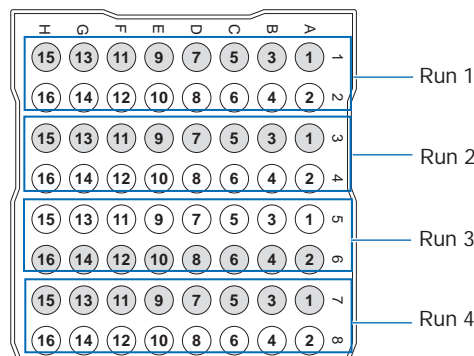 H G F E D C B A
15 13 11 9 7 5 3 1 1
16 14 12 10 8 6 4 2 2
Run 1
15 13 11 9 7 5 3 1 3
16 14 12 10 8 6 4 2 4
Run 2
15 13 11 9 7 5 3 1 5
16 14 12 10 8 6 4 2 6
Run 3
15 13 11 9 7 5 3 1 7
16 14 12 10 8 6 4 2 8
Run 4